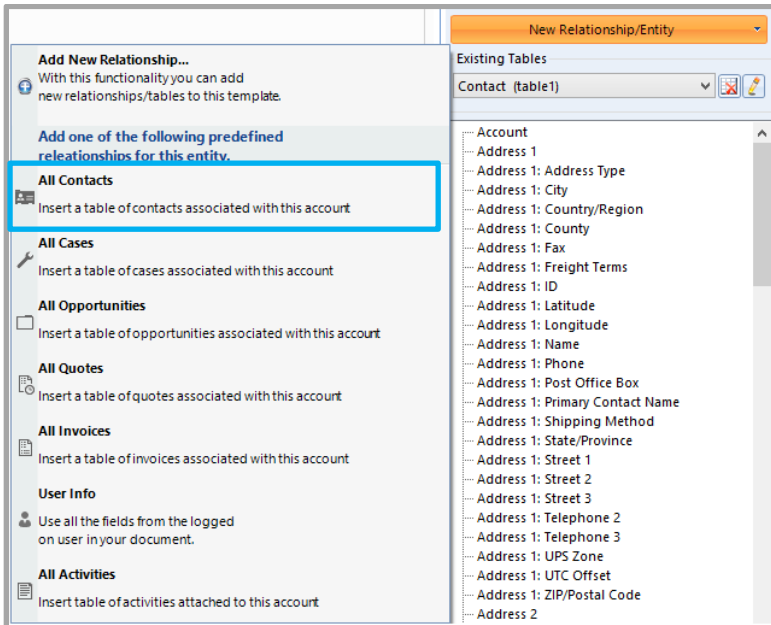 Add New Relationship...
With this functionality you can add
new relationships/tables to this template.
Add one of the following predefined
releationships for this entity.
All Contacts
Insert a table of contacts associated with this account
All Cases
Insert a table of cases associated with this account
All Opportunities
Insert a table of opportunities associated with this account
All Quotes
Insert a table of quotes associated with this account
All Invoices
Insert a table of invoices associated with this account
User Info
Use all the fields from the logged
on user in your document.
All Activities
Insert table of activities attached to this account
New Relationship/Entity
Existing Tables
Contact (table1)
Account
Address 1
Address 1: Address Type
Address 1: City
Address 1: Country/Region
Address 1: County
Address 1: Fax
Address 1: Freight Terms
Address 1: ID
Address 1: Latitude
Address 1: Longitude
Address 1: Name
Address 1: Phone
Address 1: Post Office Box
Address 1: Primary Contact Name
Address 1: Shipping Method
Address 1: State/Province
Address 1: Street 1
Address 1: Street 2
Address 1: Street 3
Address 1: Telephone 2
Address 1: Telephone 3
Address 1: UPS Zone
Address 1: UTC Offset
Address 1: ZIP/Postal Code
Address 2